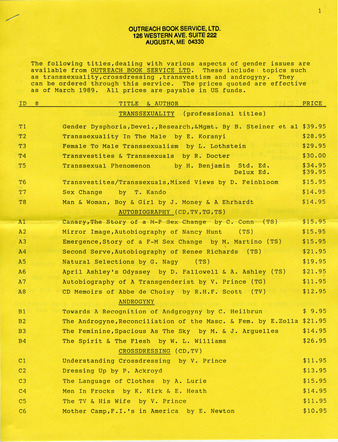 1
OUTREACH BOOK SERVICE, LTD.
126 WESTERN AVE. SUITE 222
AUGUSTA, ME 04330
The following titles,dealing with various aspects of gender issues are
available from OUTREACH BOOK SERVICE LTD. These include topics such
as transsexuality,crossdressing ,transvestism and androgyny. They
can be ordered through this service. The prices quoted are effective
as of March 1989. All prices are payable in US funds.
ID # TITLE & AUTHOR PRICE
TRANSSEXUALITY (professional titles)
T1 Gender Dysphoria,Devel.,Research,&Mgmt. By B. Steiner et al $39.95
T2 Transsexuality In The Male by E. Koranyi $28.95
T3 Female To Male Transsexualism by L. Lothstein $29.95
T4 Transvestites & Transsexuals by R. Docter $30.00
T5 Transsexual Phenomenon by H. Benjamin Std. Ed. $34.95
Delux Ed. $39.95
T6 Transvestites/Transsexuals,Mixed Views by D. Feinbloom $15.95
T7 Sex Change by T. Kando $14.95
T8 Man & Woman, Boy & Girl by J. Money & A Ehrhardt $14.95
AUTOBIOGRAPHY (CD,TV,TG,TS)
A1 Canary,The Story of a M-F Sex Change by C. Conn (TS) $15.95
A2 Mirror Image,Autobiography of Nancy Hunt (TS) $15.95
A3 Emergence,Story of a F-M Sex Change by M. Martino (TS) $15.95
A4 Second Serve,Autobiography of Renee Richards (TS) $21.95
A5 Natural Selections by G. Nagy (TS) $19.95
A6 April Ashley's Odyssey by D. Fallowell & A. Ashley (TS) $21.95
A7 Autobiography of A Transgenderist by V. Prince (TG) $11.95
A8 CD Memoirs of Abbe de Choisy by R.H.F. Scott (TV) $12.95
ANDROGYNY
B1 Towards A Recognition of Androgyny by C. Heilbrun $ 9.95
B2 The Androgyne,Reconciliation of the Masc. & Fem. by E.Zolla $21.95
B3 The Feminine,Spacious As The Sky by M. & J. Arguelles $14.95
B4 The Spirit & The Flesh by W. L. Williams $26.95
CROSSDRESSING (CD,TV)
C1 Understanding Crossdressing by V. Prince $11.95
C2 Dressing Up by P. Ackroyd $13.95
C3 The Language of Clothes by A. Lurie $15.95
C4 Men In Frocks by K. Kirk & E. Heath $14.95
C5 The TV & His Wife by V. Prince $11.95
C6 Mother Camp,F.I.'s in America by E. Newton $10.95